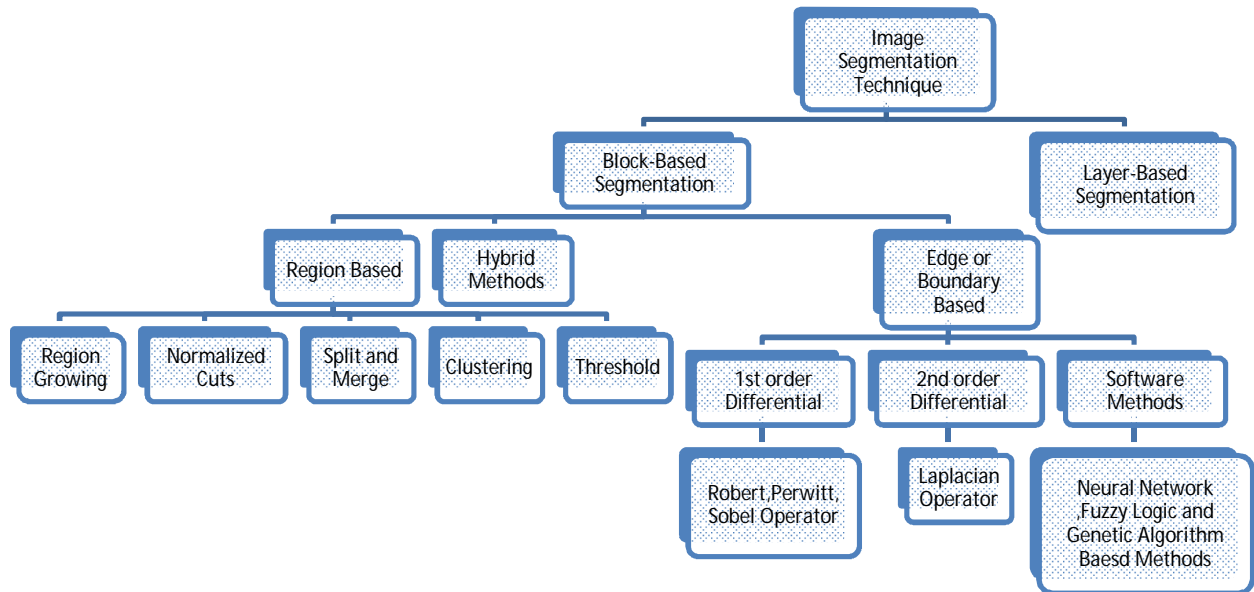 Image
Segmentation
Technique
Block-Based
Segmentation
Layer-Based
Segmentation
Region Based
Hybrid
Methods
Edge or
Boundary
Based
Region
Growing
Normalized
Cuts
Split and
Merge
Clustering
Threshold
1st order
Differential
2nd order
Differential
Software
Methods
Robert,Perwitt,
Sobel Operator
Laplacian
Operator
Neural Network
,Fuzzy Logic and
Genetic Algorithm
Baesd Methods